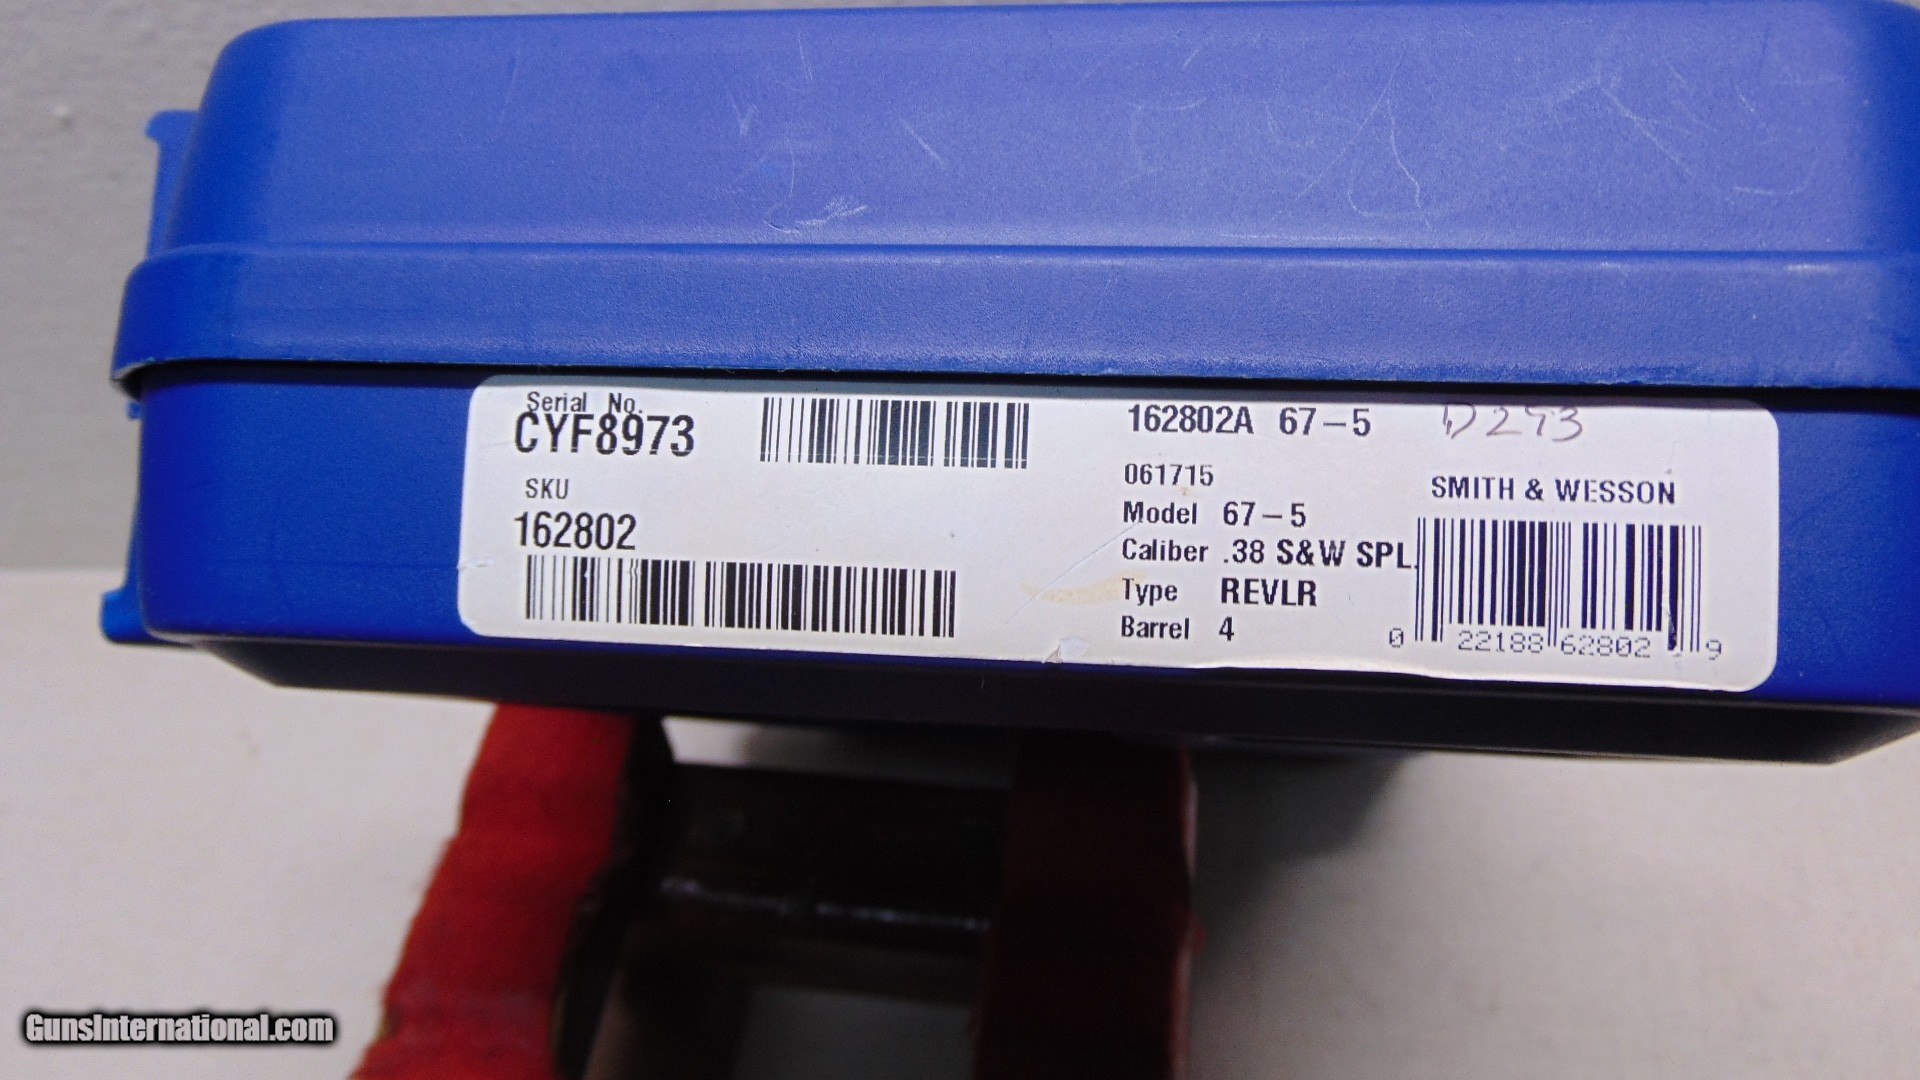 Serial No.
CYF8973
SKU
162802
162802A 67-5 D293
061715
Model 67-5
Caliber .38 S&W SPL.
Type REVLR
Barrel 4
SMITH & WESSON
0 22188 62802 9
GunsInternational.com